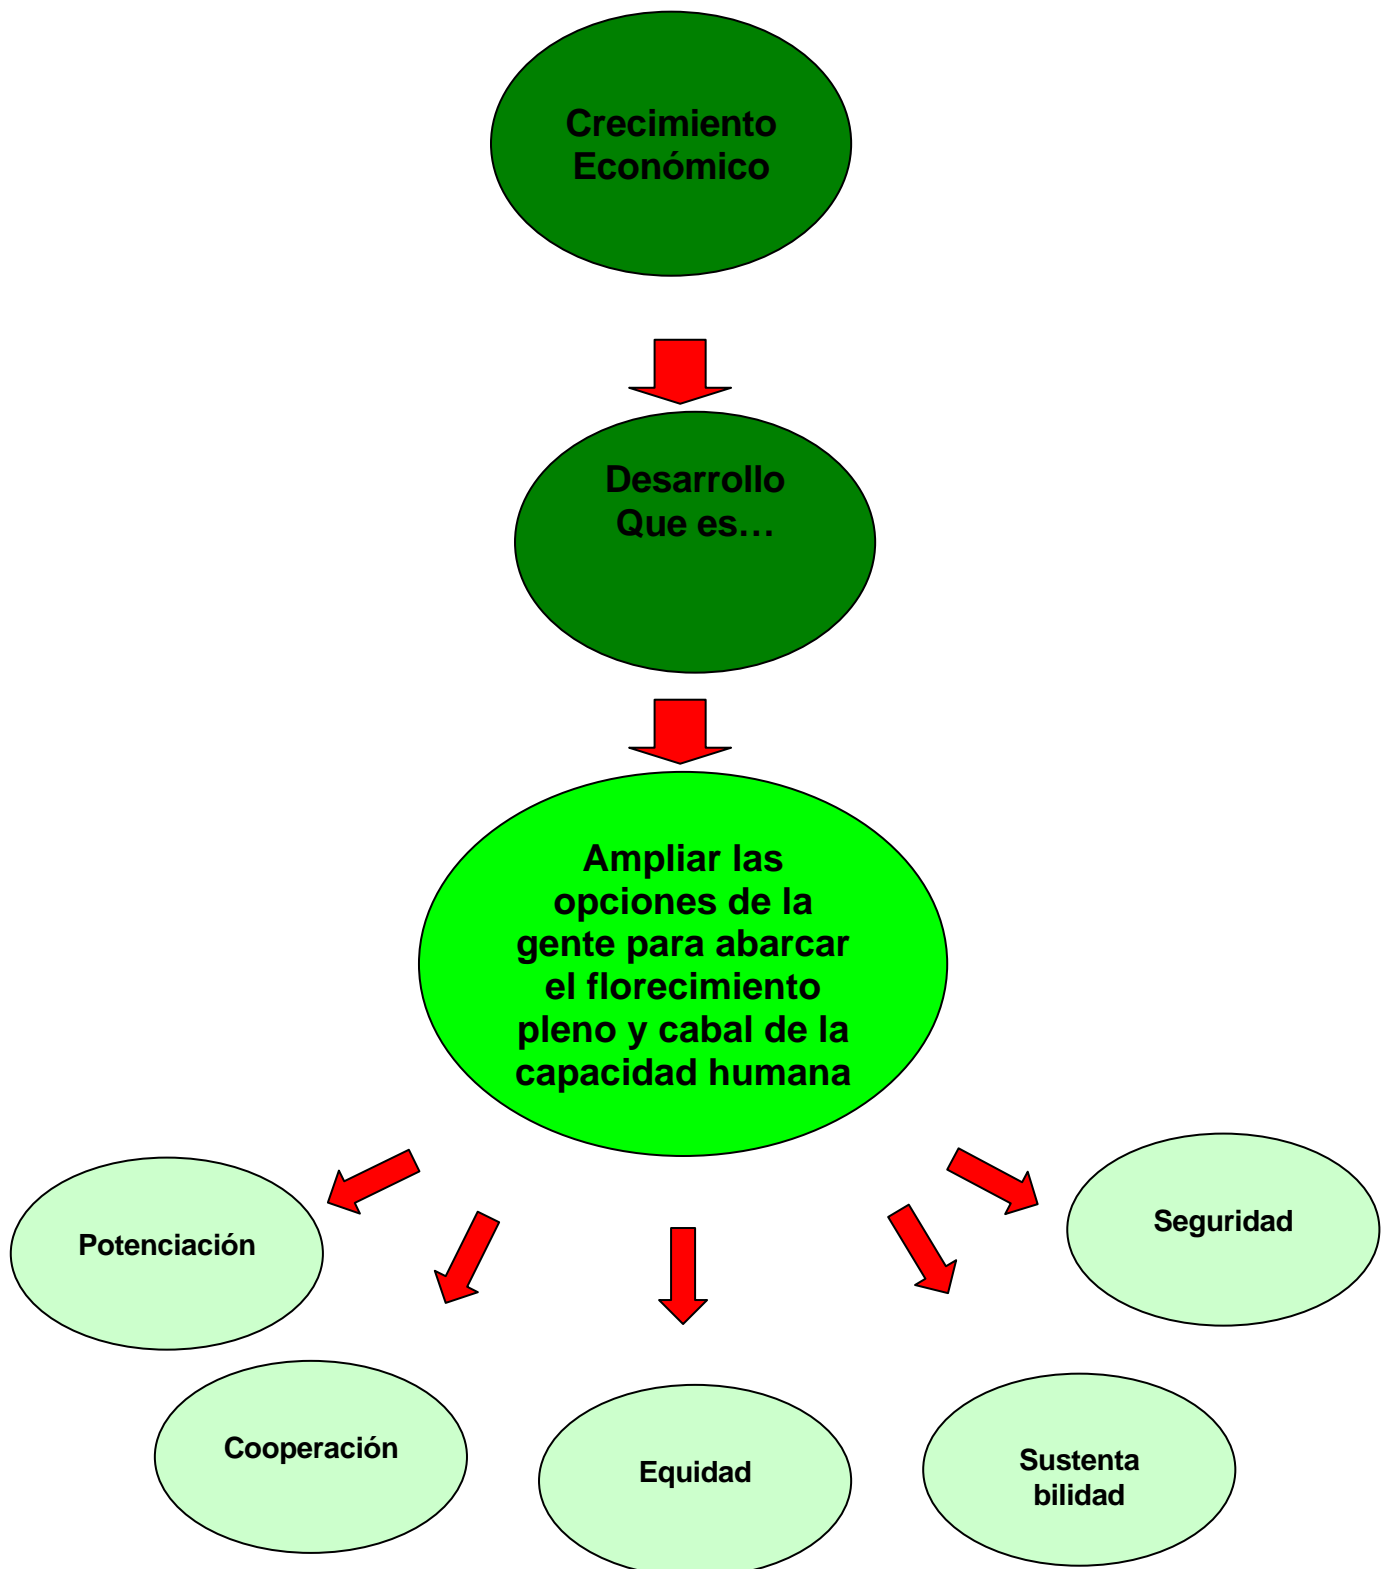 Crecimiento
Económico
Desarrollo
Que es…
Ampliar las
opciones de la
gente para abarcar
el florecimiento
pleno y cabal de la
capacidad humana
Potenciación
Cooperación
Equidad
Sustenta
bilidad
Seguridad